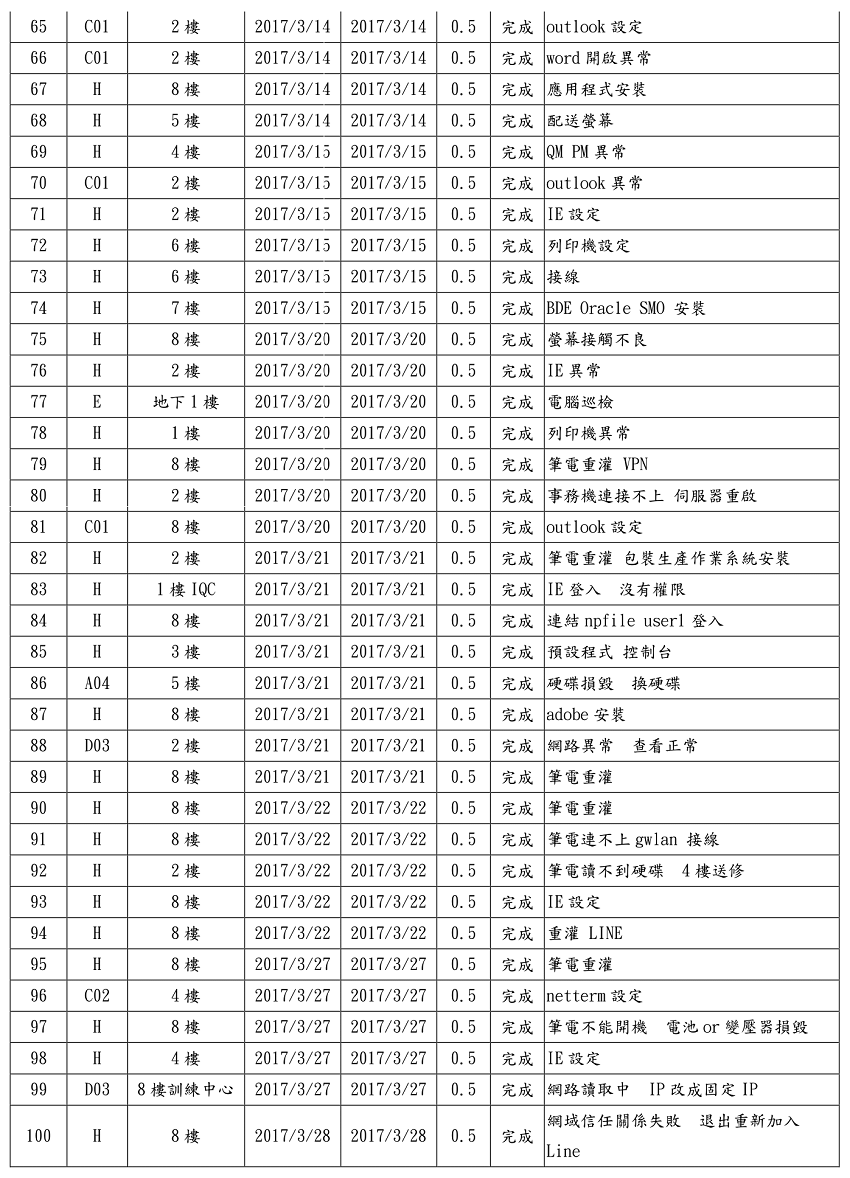 65 C01 2 樓 2017/3/14 2017/3/14 0.5 完成 outlook 設定
66 C01 2 樓 2017/3/14 2017/3/14 0.5 完成 word 開啟異常
67 H 8 樓 2017/3/14 2017/3/14 0.5 完成 應用程式安裝
68 H 5 樓 2017/3/14 2017/3/14 0.5 完成 配送螢幕
69 H 4 樓 2017/3/15 2017/3/15 0.5 完成 QM PM 異常
70 C01 2 樓 2017/3/15 2017/3/15 0.5 完成 outlook 異常
71 H 2 樓 2017/3/15 2017/3/15 0.5 完成 IE 設定
72 H 6 樓 2017/3/15 2017/3/15 0.5 完成 列印機設定
73 H 6 樓 2017/3/15 2017/3/15 0.5 完成 接線
74 H 7 樓 2017/3/15 2017/3/15 0.5 完成 BDE Oracle SMO 安裝
75 H 8 樓 2017/3/20 2017/3/20 0.5 完成 螢幕接觸不良
76 H 2 樓 2017/3/20 2017/3/20 0.5 完成 IE 異常
77 E 地下 1 樓 2017/3/20 2017/3/20 0.5 完成 電腦巡檢
78 H 1 樓 2017/3/20 2017/3/20 0.5 完成 列印機異常
79 H 8 樓 2017/3/20 2017/3/20 0.5 完成 筆電重灌 VPN
80 H 2 樓 2017/3/20 2017/3/20 0.5 完成 事務機連接不上 伺服器重啟
81 C01 8 樓 2017/3/20 2017/3/20 0.5 完成 outlook 設定
82 H 2 樓 2017/3/21 2017/3/21 0.5 完成 筆電重灌 包裝生產作業系統安裝
83 H 1 樓 IQC 2017/3/21 2017/3/21 0.5 完成 IE 登入 沒有權限
84 H 8 樓 2017/3/21 2017/3/21 0.5 完成 連結 npfile user1 登入
85 H 3 樓 2017/3/21 2017/3/21 0.5 完成 預設程式 控制台
86 A04 5 樓 2017/3/21 2017/3/21 0.5 完成 硬碟損毀 換硬碟
87 H 8 樓 2017/3/21 2017/3/21 0.5 完成 adobe 安裝
88 D03 2 樓 2017/3/21 2017/3/21 0.5 完成 網路異常 查看正常
89 H 8 樓 2017/3/21 2017/3/21 0.5 完成 筆電重灌
90 H 8 樓 2017/3/22 2017/3/22 0.5 完成 筆電重灌
91 H 8 樓 2017/3/22 2017/3/22 0.5 完成 筆電連不上 gwlan 接線
92 H 2 樓 2017/3/22 2017/3/22 0.5 完成 筆電讀不到硬碟 4 樓送修
93 H 8 樓 2017/3/22 2017/3/22 0.5 完成 IE 設定
94 H 8 樓 2017/3/22 2017/3/22 0.5 完成 重灌 LINE
95 H 8 樓 2017/3/27 2017/3/27 0.5 完成 筆電重灌
96 C02 4 樓 2017/3/27 2017/3/27 0.5 完成 netterm 設定
97 H 8 樓 2017/3/27 2017/3/27 0.5 完成 筆電不能開機 電池 or 變壓器損毀
98 H 4 樓 2017/3/27 2017/3/27 0.5 完成 IE 設定
99 D03 8 樓訓練中心 2017/3/27 2017/3/27 0.5 完成 網路讀取中 IP 改成固定 IP
100 H 8 樓 2017/3/28 2017/3/28 0.5 完成 網域信任關係失敗 退出重新加入
Line